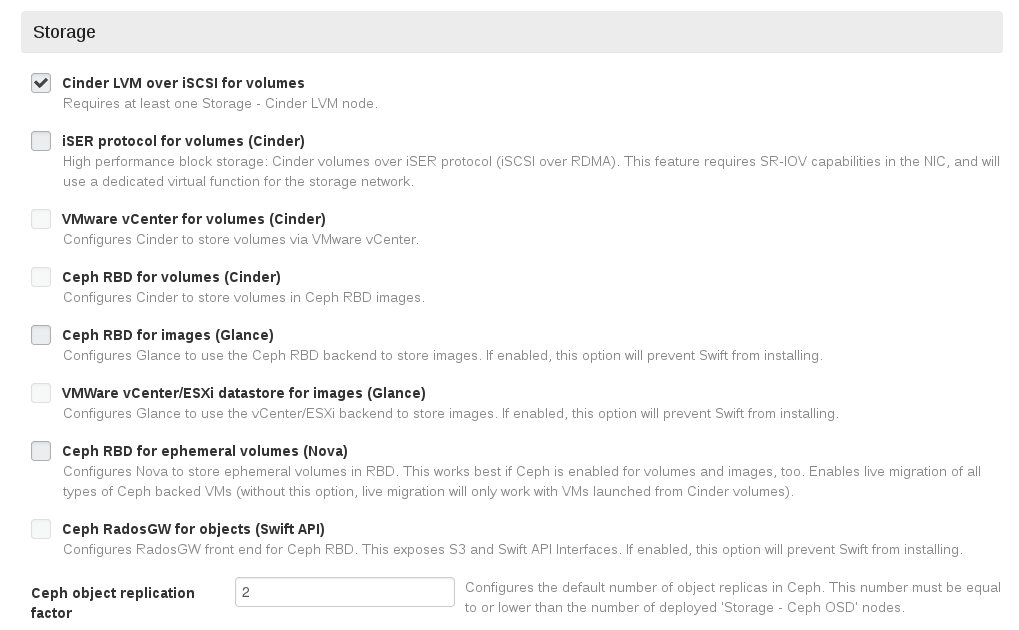 Storage
Cinder LVM over iSCSI for volumes
Requires at least one Storage - Cinder LVM node.
iSER protocol for volumes (Cinder)
High performance block storage: Cinder volumes over iSER protocol (iSCSI over RDMA). This feature requires SR-IOV capabilities in the NIC, and will
use a dedicated virtual function for the storage network.
VMware vCenter for volumes (Cinder)
Configures Cinder to store volumes via VMware vCenter.
Ceph RBD for volumes (Cinder)
Configures Cinder to store volumes in Ceph RBD images.
Ceph RBD for images (Glance)
Configures Glance to use the Ceph RBD backend to store images. If enabled, this option will prevent Swift from installing.
VMWare vCenter/ESXi datastore for images (Glance)
Configures Glance to use the vCenter/ESXi backend to store images. If enabled, this option will prevent Swift from installing.
Ceph RBD for ephemeral volumes (Nova)
Configures Nova to store ephemeral volumes in RBD. This works best if Ceph is enabled for volumes and images, too. Enables live migration of all
types of Ceph backed VMs (without this option, live migration will only work with VMs launched from Cinder volumes).
Ceph RadosGW for objects (Swift API)
Configures RadosGW front end for Ceph RBD. This exposes S3 and Swift API Interfaces. If enabled, this option will prevent Swift from installing.
Ceph object replication
factor
2
Configures the default number of object replicas in Ceph. This number must be equal
to or lower than the number of deployed 'Storage - Ceph OSD' nodes.